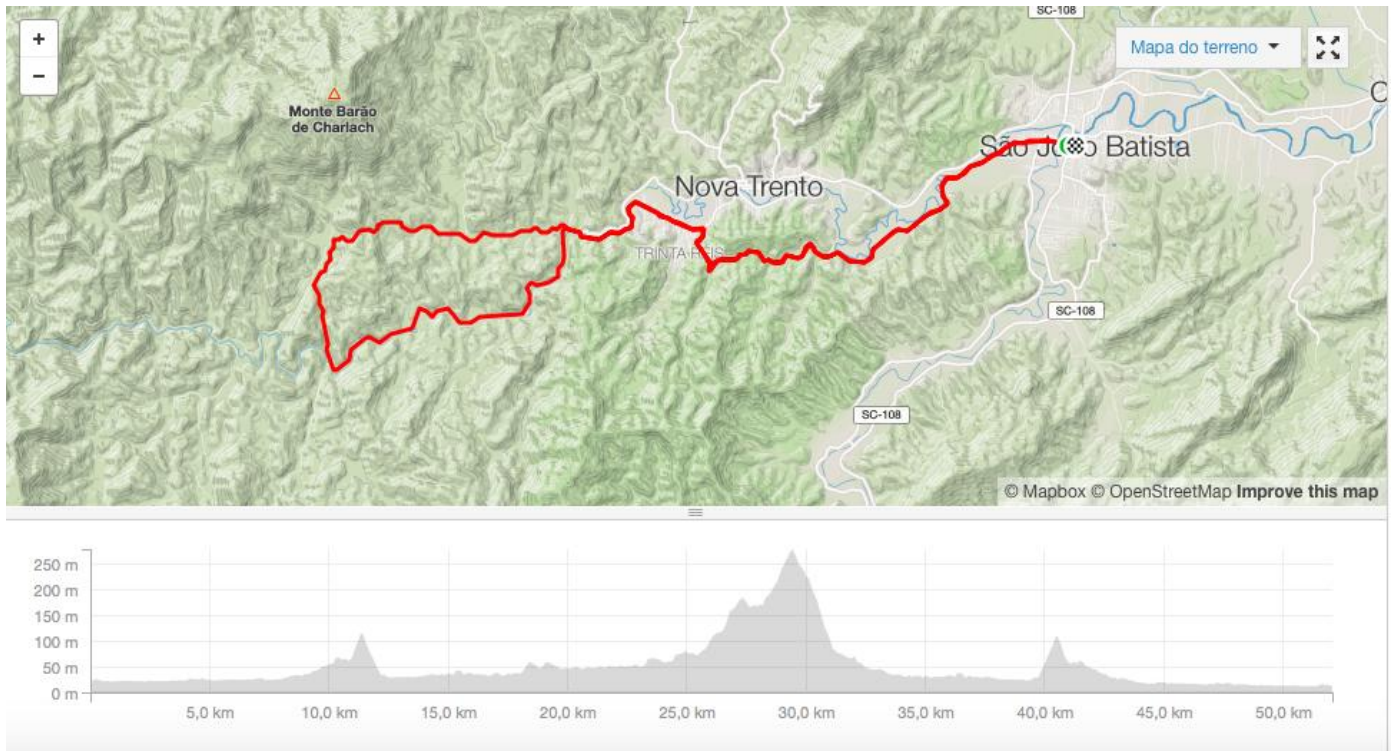 SC-108
+
−
Mapa do terreno
Monte Barão
de Charlach
São Jo o Batista
Nova Trento
TRINTA REIS
SC-108
SC-108
© Mapbox © OpenStreetMap Improve this map
250 m
200 m
150 m
100 m
50 m
0 m
5,0 km 10,0 km 15,0 km 20,0 km 25,0 km 30,0 km 35,0 km 40,0 km 45,0 km 50,0 km